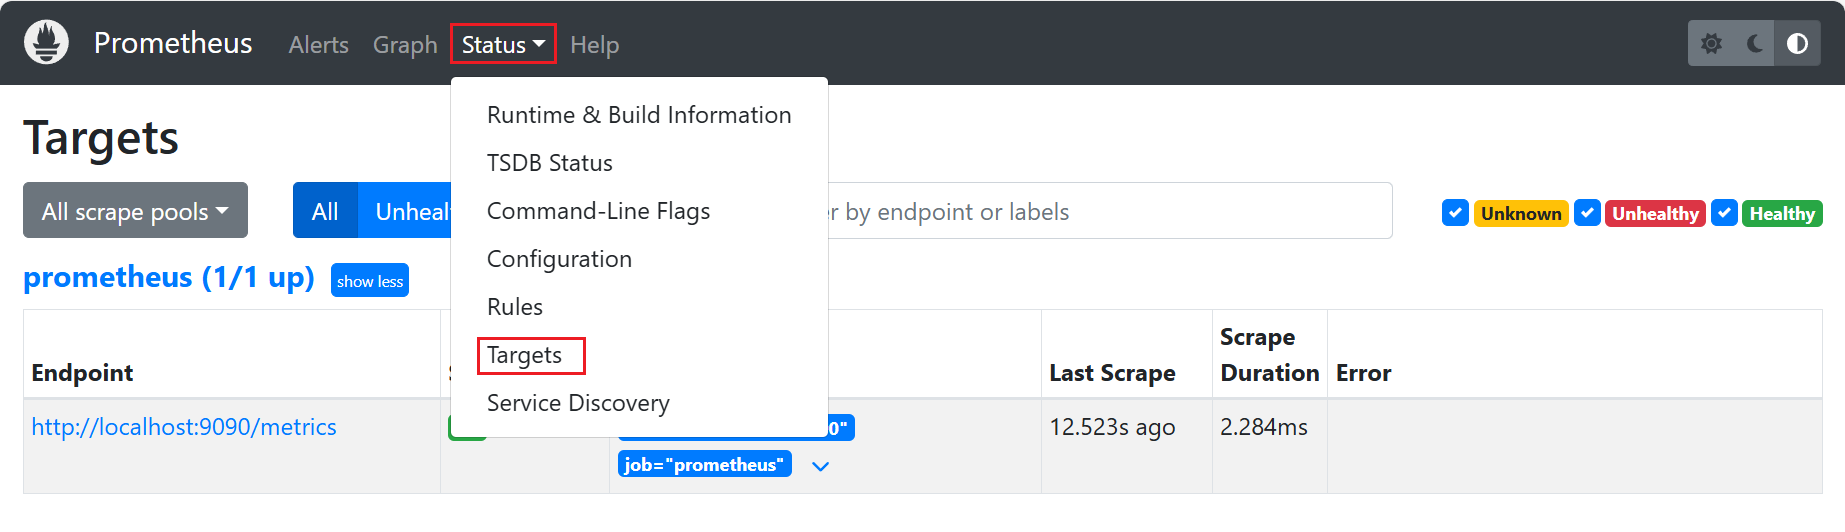 Prometheus Alerts Graph Status Help
Runtime & Build Information
TSDB Status
Command-Line Flags
Configuration
Rules
Targets
Service Discovery
Targets
All scrape pools
All
by endpoint or labels
Unknown Unhealthy Healthy
prometheus (1/1 up) show less
Endpoint Last Scrape Scrape Duration Error
http://localhost:9090/metrics 12.523s ago 2.284ms
job="prometheus"